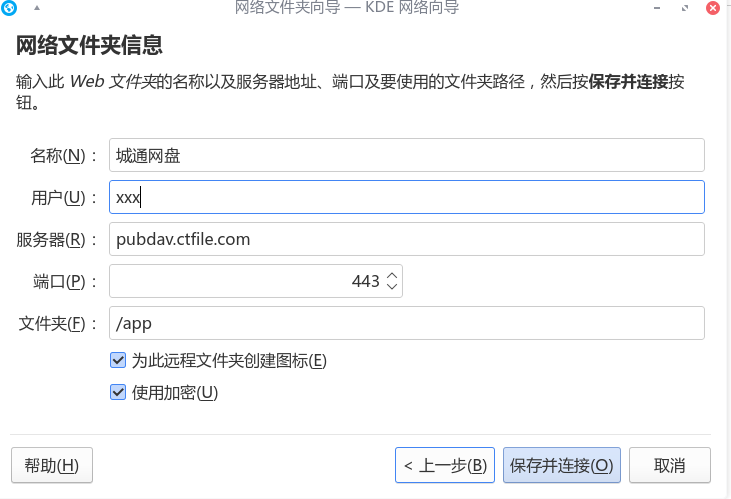 网络文件夹向导 — KDE 网络向导
网络文件夹信息
输入此 Web 文件夹的名称以及服务器地址、端口及要使用的文件夹路径，然后按保存并连接按
钮。
名称(N)： 城通网盘
用户(U)： xxx
服务器(R)： pubdav.ctfile.com
端口(P)： 443
文件夹(F)： /app
为此远程文件夹创建图标(E)
使用加密(U)
帮助(H) < 上一步(B) 保存并连接(O) 取消